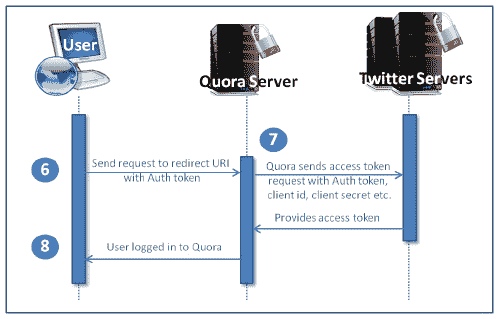 User
Quora Server
Twitter Servers
7
6
Send request to redirect URI
with Auth token
Quora sends access token
request with Auth token,
client id, client secret etc.
Provides access token
8
User logged in to Quora